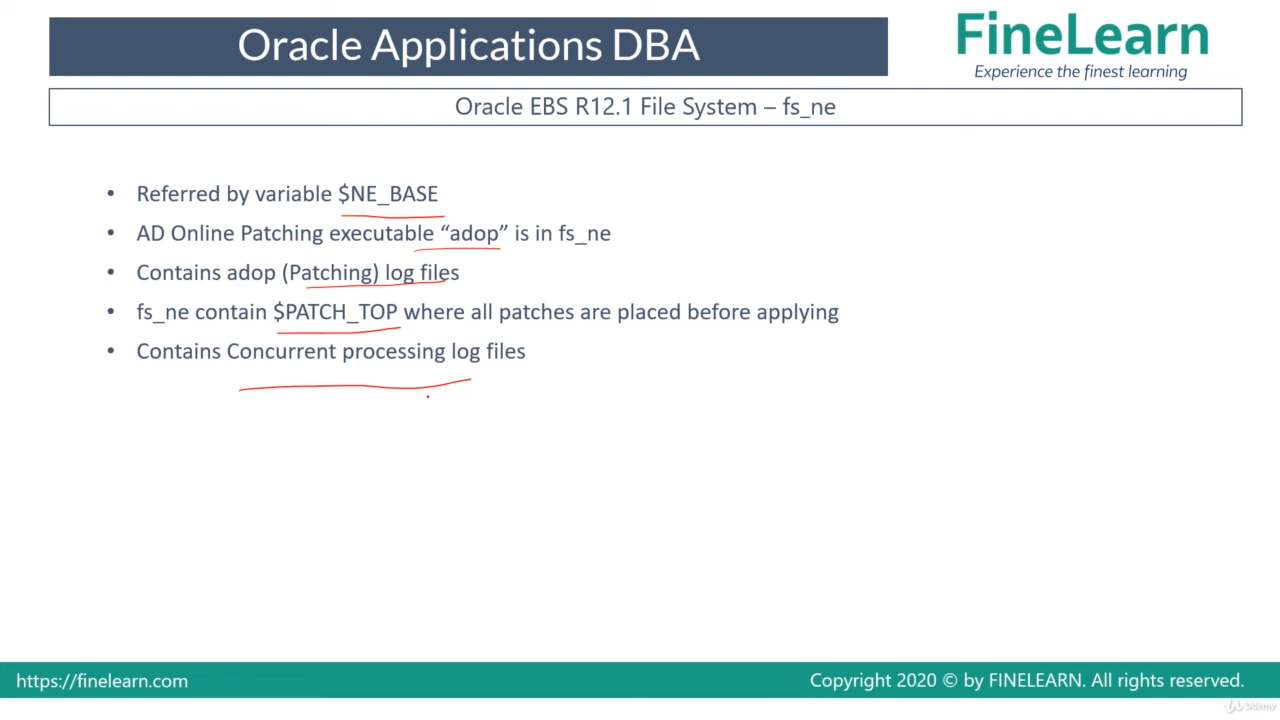 Oracle Applications DBA
FineLearn
Experience the finest learning
Oracle EBS R12.1 File System – fs_ne
• Referred by variable $NE_BASE
• AD Online Patching executable “adop” is in fs_ne
• Contains adop (Patching) log files
• fs_ne contain $PATCH_TOP where all patches are placed before applying
• Contains Concurrent processing log files
https://finelearn.com
Copyright 2020 © by FINELEARN. All rights reserved.
Udemy